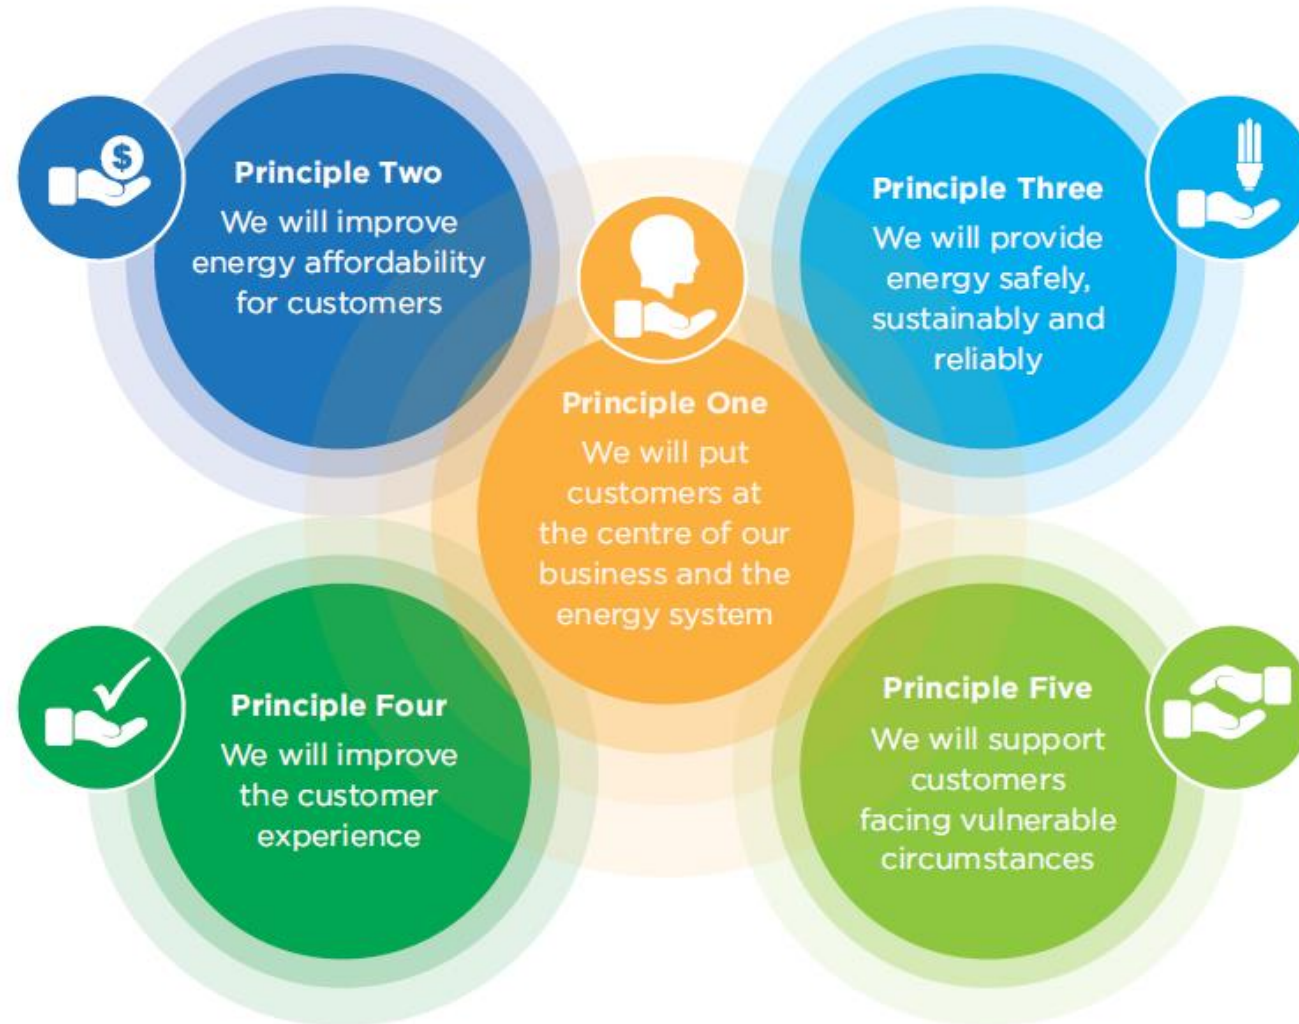 Principle Two
We will improve
energy affordability
for customers
Principle Three
We will provide
energy safely,
sustainably and
reliably
Principle One
We will put
customers at
the centre of our
business and the
energy system
Principle Four
We will improve
the customer
experience
Principle Five
We will support
customers
facing vulnerable
circumstances